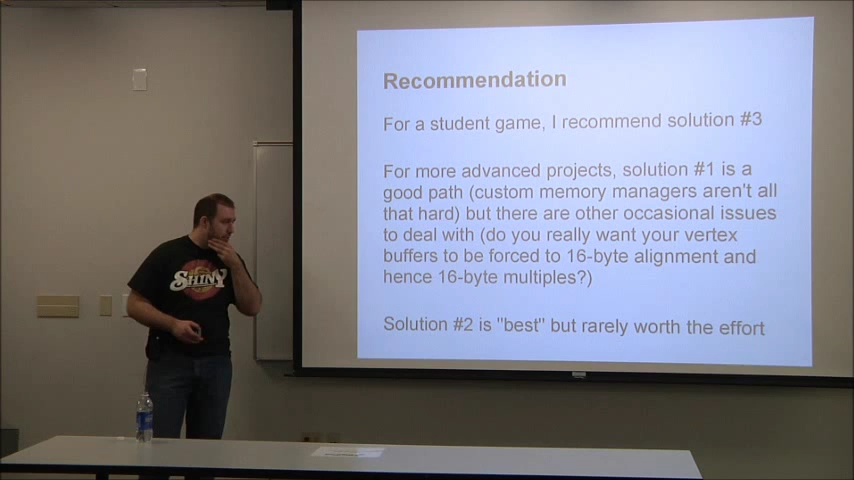 Recommendation
For a student game, I recommend solution #3
For more advanced projects, solution #1 is a
good path (custom memory managers aren't all
that hard) but there are other occasional issues
to deal with (do you really want your vertex
buffers to be forced to 16-byte alignment and
hence 16-byte multiples?)
Solution #2 is "best" but rarely worth the effort
SHINY